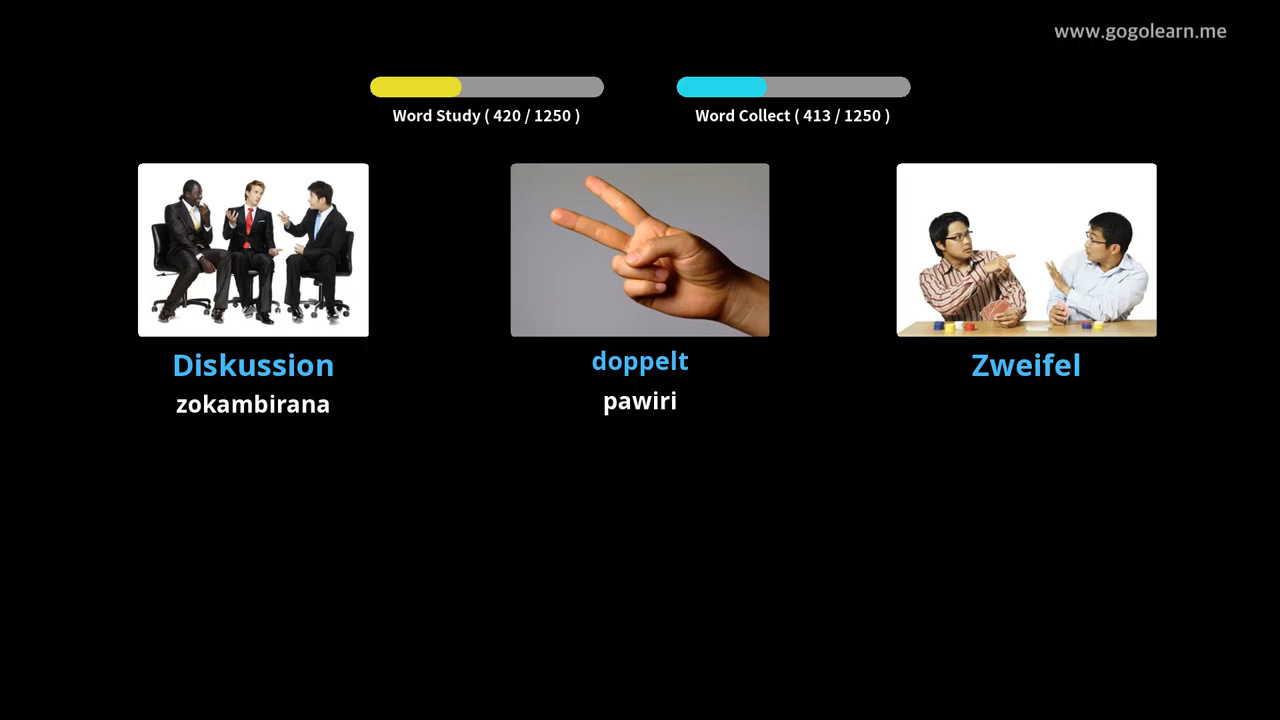 www.gogolearn.me
Word Study ( 420 / 1250 )
Word Collect ( 413 / 1250 )
Diskussion
zokambirana
doppelt
pawiri
Zweifel